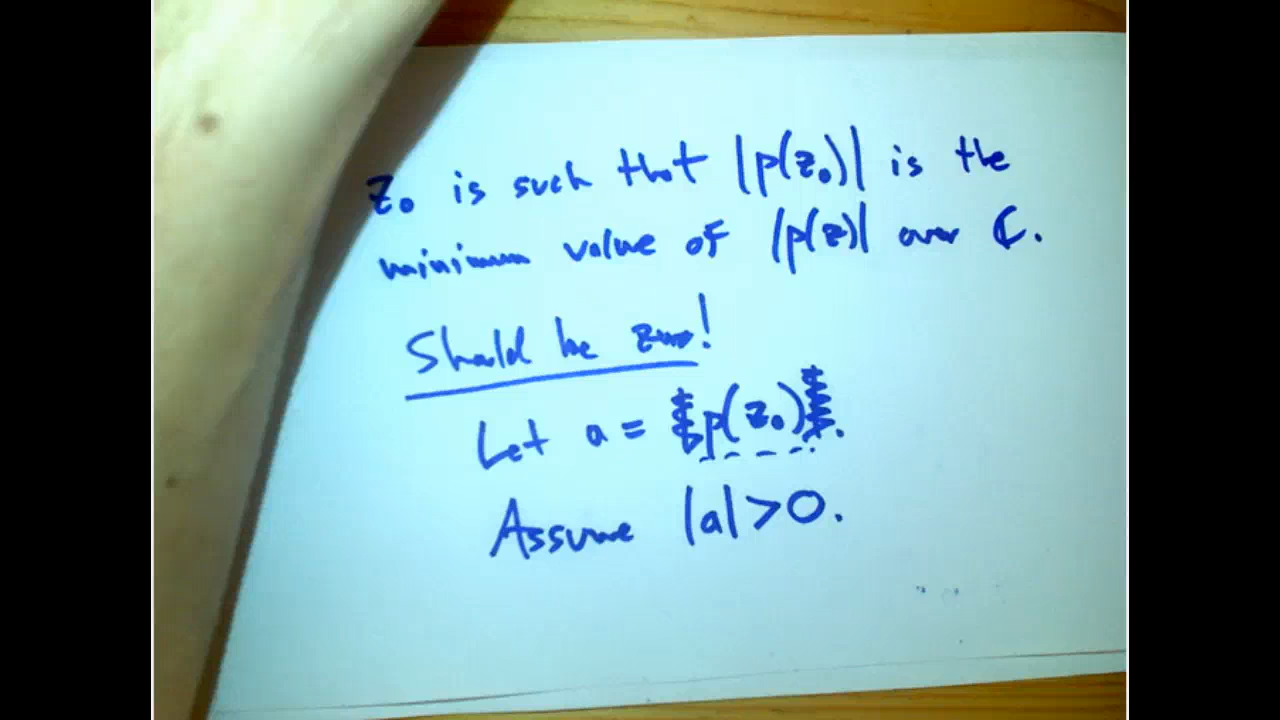 z₀ is such that |p(z₀)| is the
minimum value of |p(z)| over ℂ.
Should be zero!
Let a = p(z₀).
Assume |a| > 0.